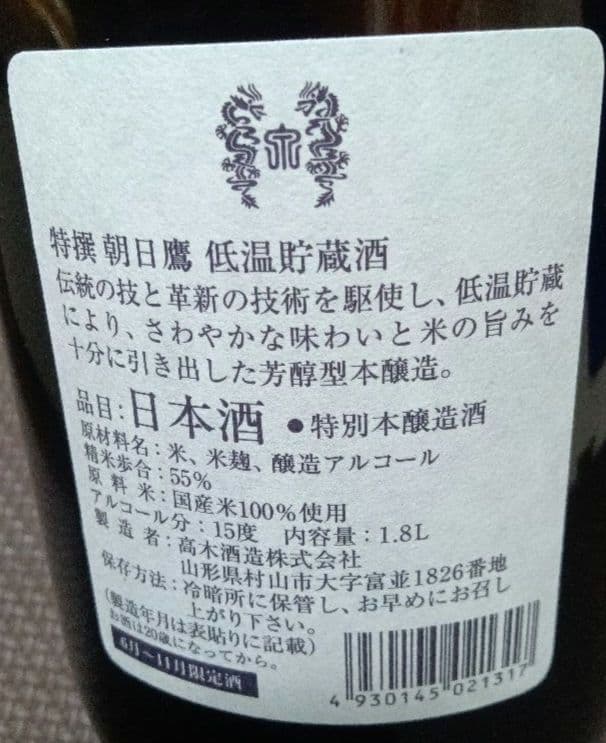 特撰 朝日鷹 低温貯蔵酒
伝統の技と革新の技術を駆使し、低温貯蔵
により、さわやかな味わいと米の旨みを
十分に引き出した芳醇型本醸造。
品目:日本酒 ●特別本醸造酒
原材料名:米、米麹、醸造アルコール
精米歩合:55%
原料米:国産米100%使用
アルコール分:15度 内容量:1.8L
製造者:高木酒造株式会社
山形県村山市大字富並1826番地
保存方法:冷暗所に保管し、お早めにお召し
上がり下さい。
(製造年月は表貼りに記載)
お酒は20歳になってから。
6月~11月限定酒
4 930145 021317